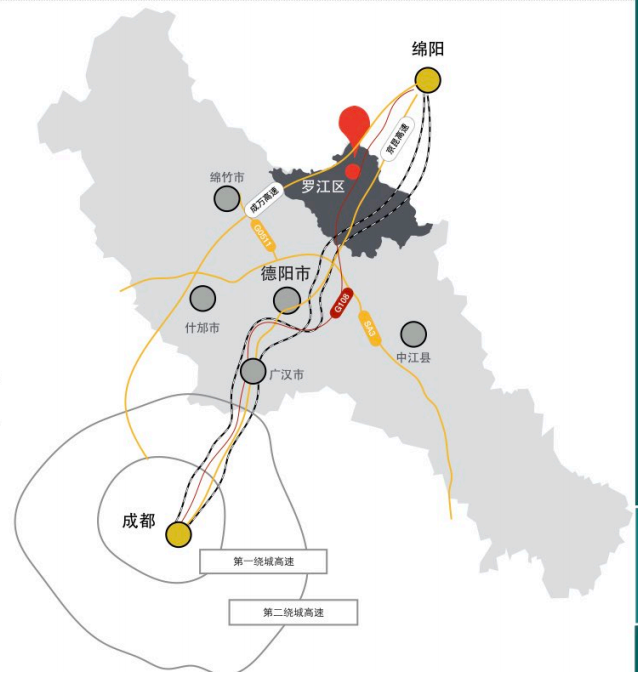 绵阳
京昆高速
罗江区
绵竹市
成万高速
G0511
德阳市
什邡市
G108
SA3
中江县
广汉市
成都
第一绕城高速
第二绕城高速